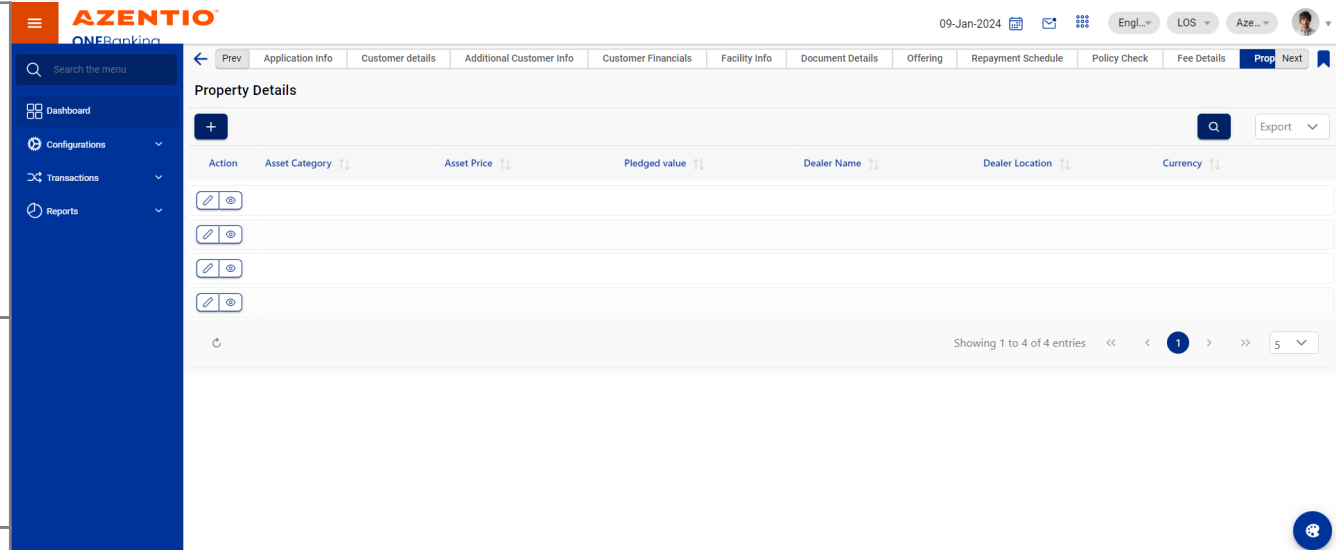 AZENTIO
ONEBanking
09-Jan-2024
Engl...
LOS
Aze...
Search the menu
Dashboard
Configurations
Transactions
Reports
Prev
Application Info
Customer details
Additional Customer Info
Customer Financials
Facility Info
Document Details
Offering
Repayment Schedule
Policy Check
Fee Details
Prop
Next
Property Details
+
Export
Action
Asset Category
Asset Price
Pledged value
Dealer Name
Dealer Location
Currency
Showing 1 to 4 of 4 entries
<<
<
1
>
>>
5